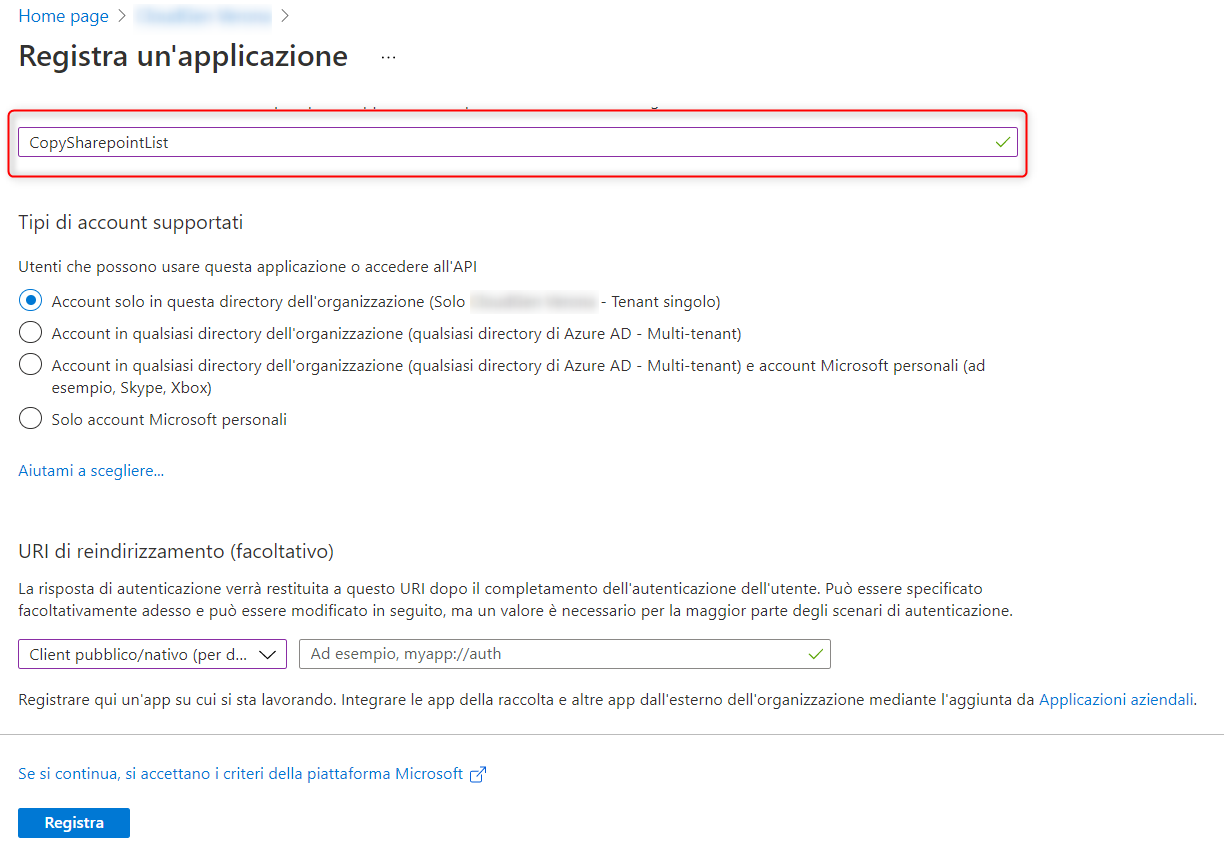 Home page
Registra un'applicazione ...
CopySharepointList
Tipi di account supportati
Utenti che possono usare questa applicazione o accedere all'API
Account solo in questa directory dell'organizzazione (Solo - Tenant singolo)
Account in qualsiasi directory dell'organizzazione (qualsiasi directory di Azure AD - Multi-tenant)
Account in qualsiasi directory dell'organizzazione (qualsiasi directory di Azure AD - Multi-tenant) e account Microsoft personali (ad
esempio, Skype, Xbox)
Solo account Microsoft personali
Aiutami a scegliere...
URI di reindirizzamento (facoltativo)
La risposta di autenticazione verrà restituita a questo URI dopo il completamento dell'autenticazione dell'utente. Può essere specificato
facoltativamente adesso e può essere modificato in seguito, ma un valore è necessario per la maggior parte degli scenari di autenticazione.
Client pubblico/nativo (per d... Ad esempio, myapp://auth
Registrare qui un'app su cui si sta lavorando. Integrare le app della raccolta e altre app dall'esterno dell'organizzazione mediante l'aggiunta da Applicazioni aziendali.
Se si continua, si accettano i criteri della piattaforma Microsoft
Registra